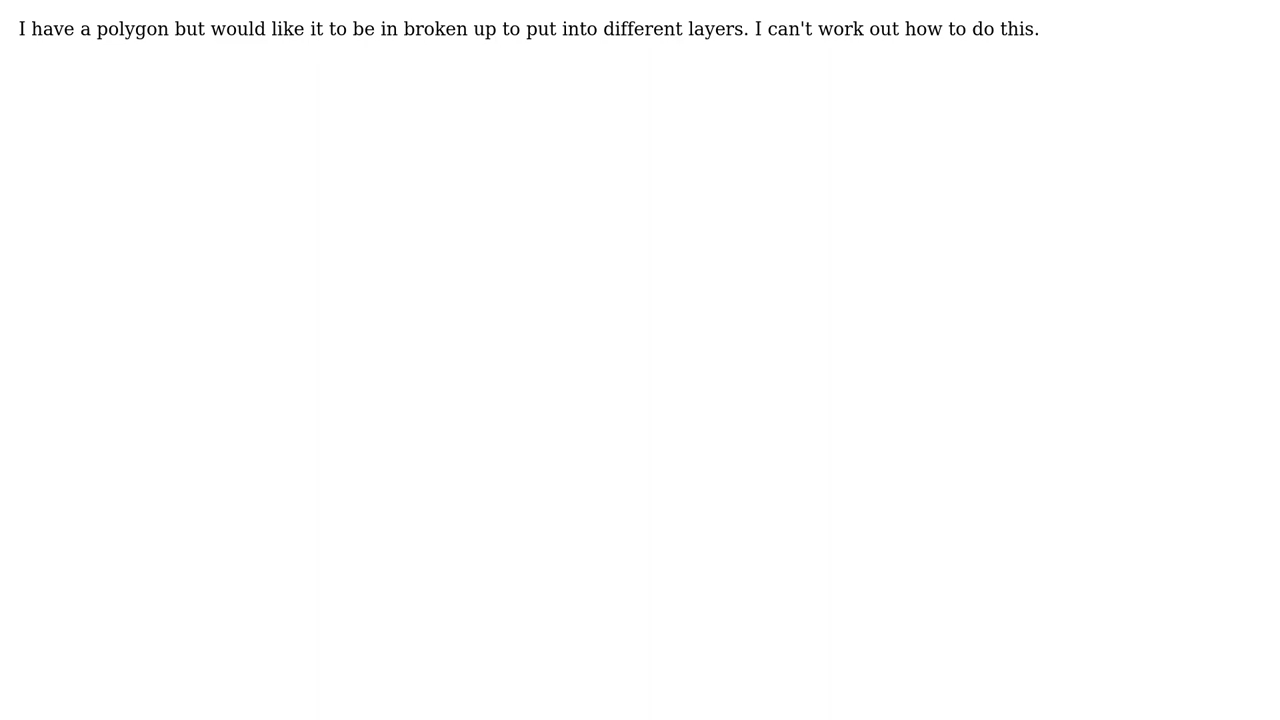 I have a polygon but would like it to be in broken up to put into different layers. I can't work out how to do this.